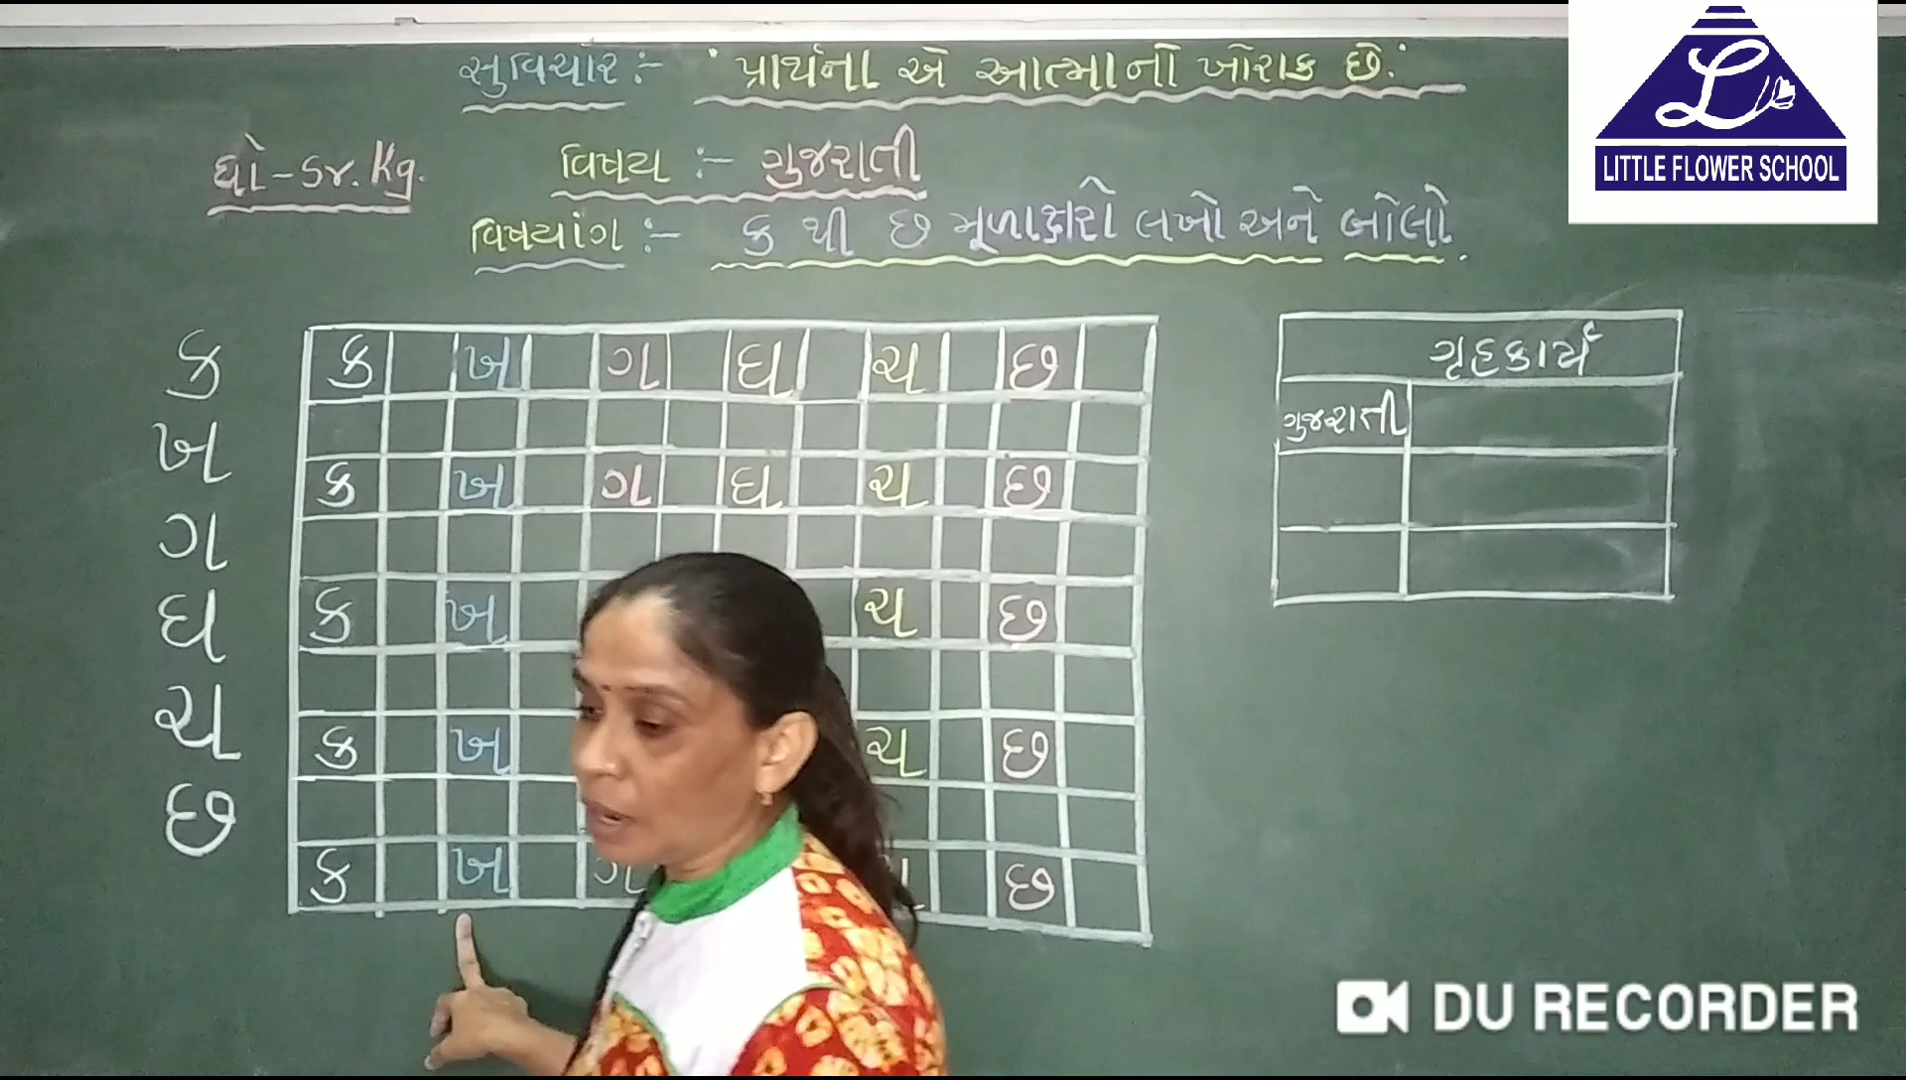 સુવિચાર :- "પ્રાર્થના એ આત્માનો ખોરાક છે."
ધો-Sr. Kg.
વિષય :- ગુજરાતી
વિષયાંગ :- ક થી છ મૂળાક્ષરો લખો અને બોલો.
L
LITTLE FLOWER SCHOOL
ક
ખ
ગ
ઘ
ચ
છ
ક ખ ગ ઘ ચ છ
ક ખ ગ ઘ ચ છ
ક ખ ચ છ
ક ખ ચ છ
ક ખ ગ છ
ગૃહકાર્ય
ગુજરાતી
DU RECORDER